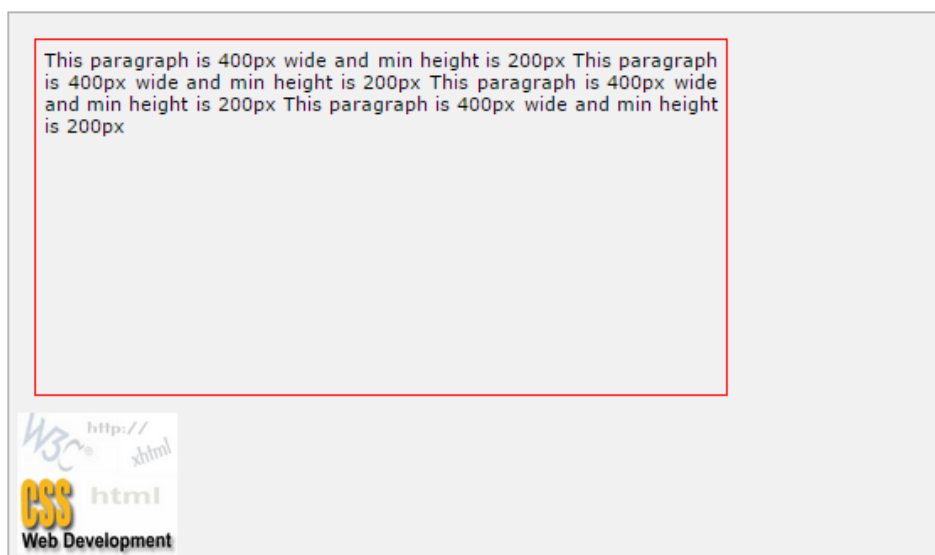 This paragraph is 400px wide and min height is 200px This paragraph
is 400px wide and min height is 200px This paragraph is 400px wide
and min height is 200px This paragraph is 400px wide and min height
is 200px
W3C®
http://
xhtml
CSS
html
Web Development